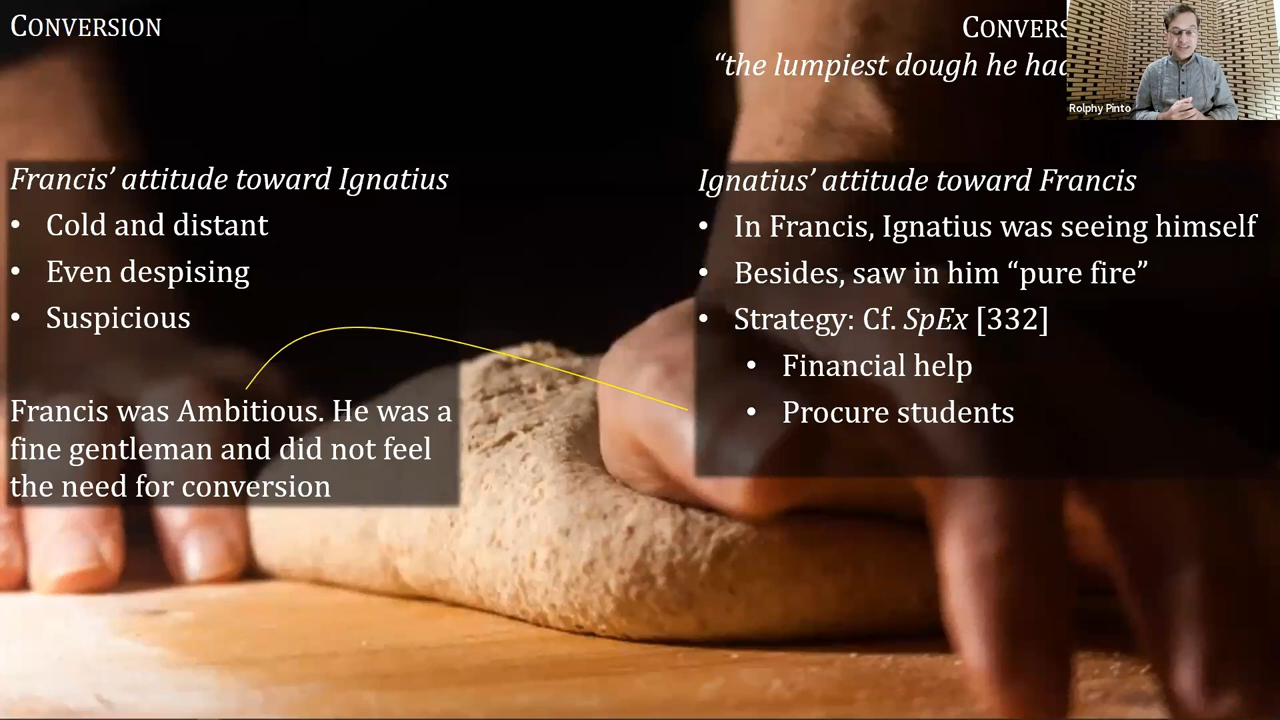 CONVERSION
CONVERS
“the lumpiest dough he had
Rolphy Pinto
Francis’ attitude toward Ignatius
• Cold and distant
• Even despising
• Suspicious
Francis was Ambitious. He was a
fine gentleman and did not feel
the need for conversion
Ignatius’ attitude toward Francis
• In Francis, Ignatius was seeing himself
• Besides, saw in him “pure fire”
• Strategy: Cf. SpEx [332]
• Financial help
• Procure students